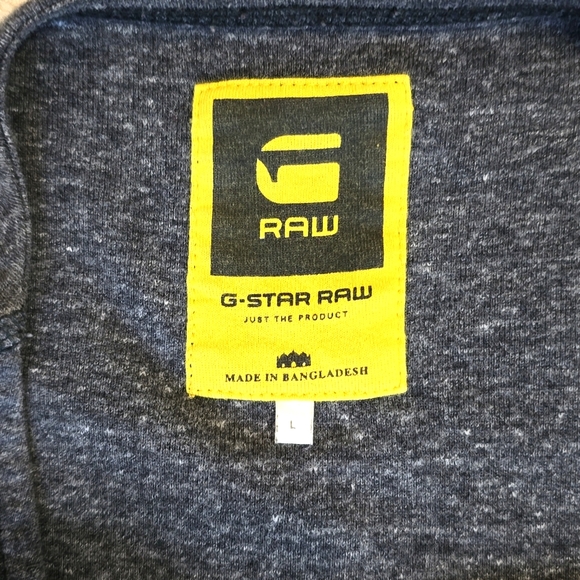 G
RAW
G-STAR RAW
JUST THE PRODUCT
MADE IN BANGLADESH
L